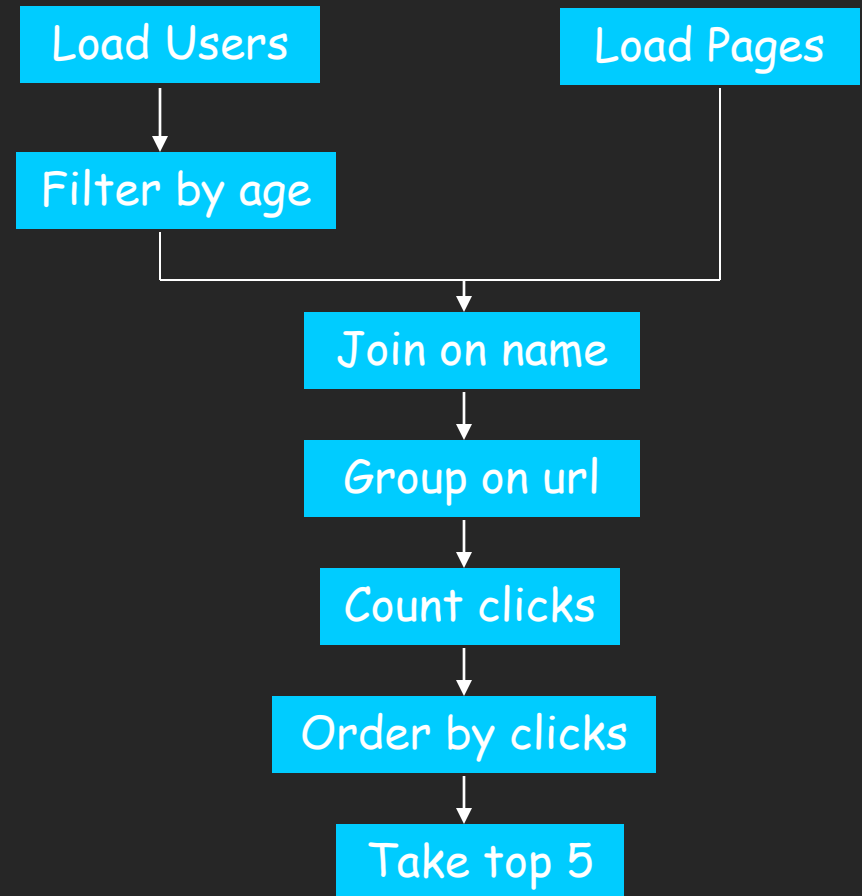 Load Users
Load Pages
Filter by age
Join on name
Group on url
Count clicks
Order by clicks
Take top 5